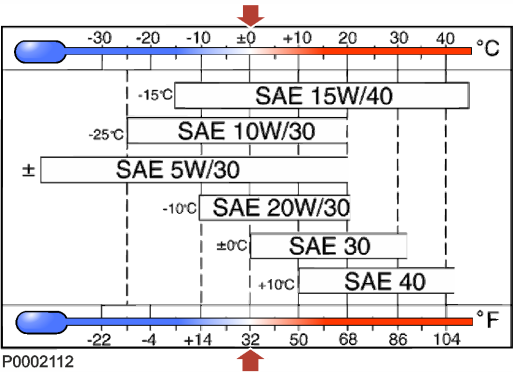 -30 -20 -10 ±0 +10 20 30 40
°C
-15°C SAE 15W/40
-25°C SAE 10W/30
± SAE 5W/30
-10°C SAE 20W/30
±0°C SAE 30
+10°C SAE 40
°F
-22 -4 +14 32 50 68 86 104
P0002112